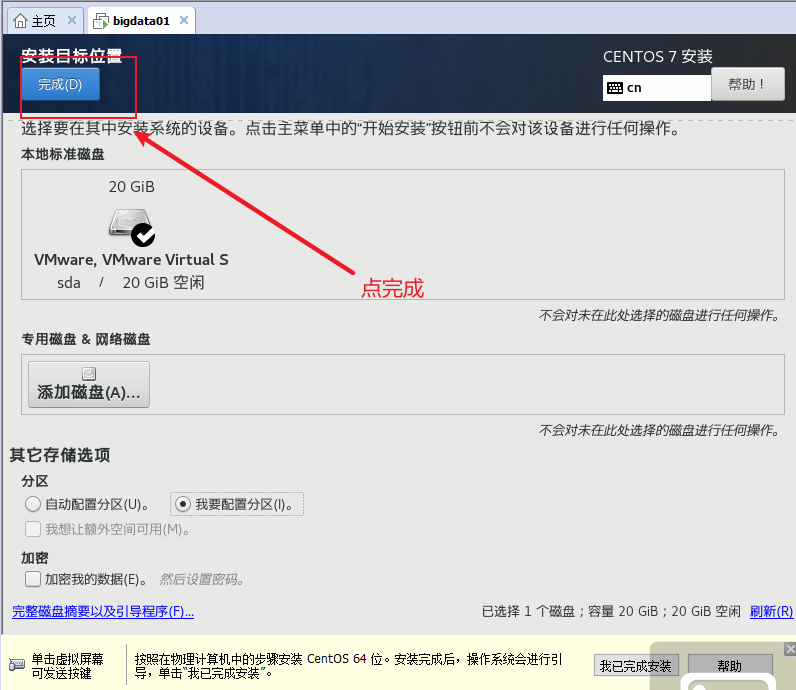 主页
bigdata01
安装目标位置
CENTOS 7 安装
完成(D)
cn
帮助！
选择要在其中安装系统的设备。点击主菜单中的“开始安装”按钮前不会对该设备进行任何操作。
本地标准磁盘
20 GiB
VMware, VMware Virtual S
sda / 20 GiB 空闲
点完成
不会对未在此处选择的磁盘进行任何操作。
专用磁盘 & 网络磁盘
添加磁盘(A)...
不会对未在此处选择的磁盘进行任何操作。
其它存储选项
分区
自动配置分区(U)。 我要配置分区(I)。
我想让额外空间可用(M)。
加密
加密我的数据(E)。 然后设置密码。
完整磁盘摘要以及引导程序(F)... 已选择 1 个磁盘；容量 20 GiB；20 GiB 空闲 刷新(R)
单击虚拟屏幕
可发送按键
按照在物理计算机中的步骤安装 CentOS 64 位。安装完成后，操作系统会进行引
导，单击“我已完成安装”。
我已完成安装
帮助